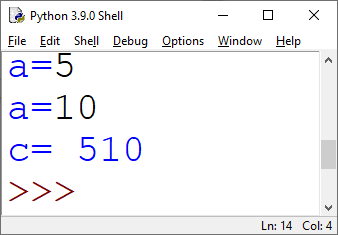 Python 3.9.0 Shell
File Edit Shell Debug Options Window Help
a=5
a=10
c= 510
>>>
Ln: 14 Col: 4